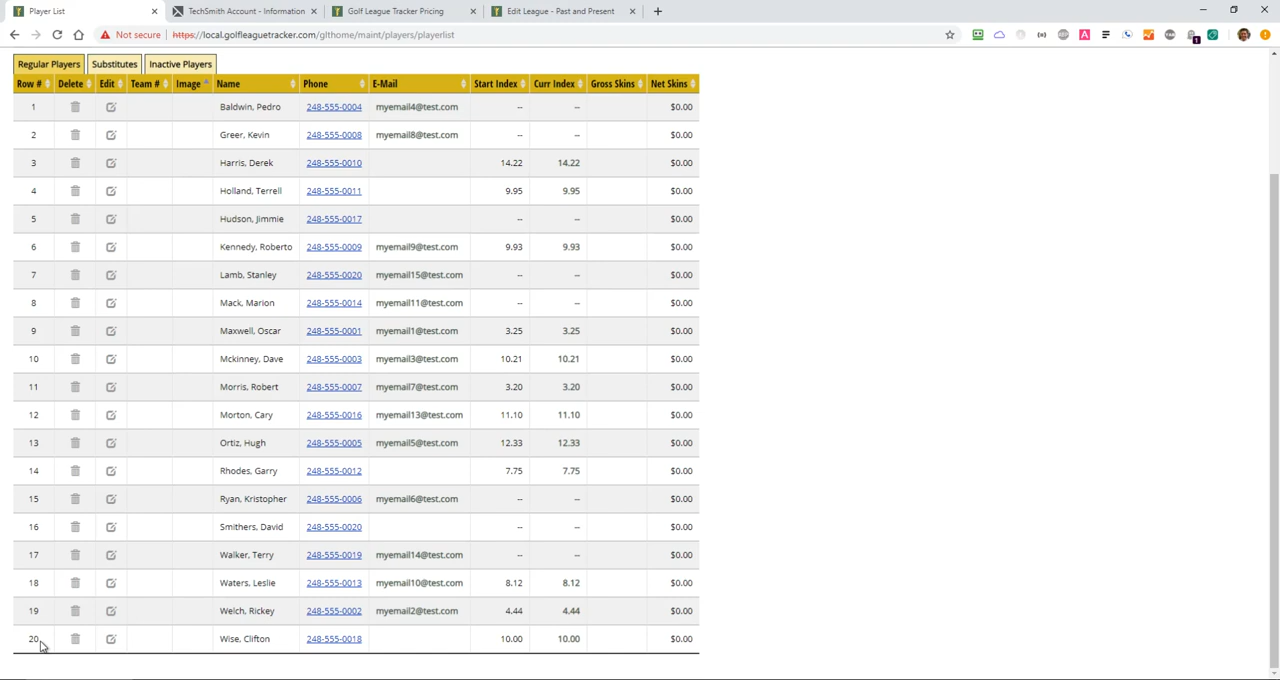 Player List
TechSmith Account - Information
Golf League Tracker Pricing
Edit League - Past and Present
Not secure https://local.golfleaguetracker.com/glthome/maint/players/playerlist
Regular Players Substitutes Inactive Players
Row # Delete Edit Team # Image Name Phone E-Mail Start Index Curr Index Gross Skins Net Skins
1 Baldwin, Pedro 248-555-0004 myemail4@test.com -- -- $0.00
2 Greer, Kevin 248-555-0008 myemail8@test.com -- -- $0.00
3 Harris, Derek 248-555-0010 14.22 14.22 $0.00
4 Holland, Terrell 248-555-0011 9.95 9.95 $0.00
5 Hudson, Jimmie 248-555-0017 -- -- $0.00
6 Kennedy, Roberto 248-555-0009 myemail9@test.com 9.93 9.93 $0.00
7 Lamb, Stanley 248-555-0020 myemail15@test.com -- -- $0.00
8 Mack, Marion 248-555-0014 myemail11@test.com -- -- $0.00
9 Maxwell, Oscar 248-555-0001 myemail1@test.com 3.25 3.25 $0.00
10 Mckinney, Dave 248-555-0003 myemail3@test.com 10.21 10.21 $0.00
11 Morris, Robert 248-555-0007 myemail7@test.com 3.20 3.20 $0.00
12 Morton, Cary 248-555-0016 myemail13@test.com 11.10 11.10 $0.00
13 Ortiz, Hugh 248-555-0005 myemail5@test.com 12.33 12.33 $0.00
14 Rhodes, Garry 248-555-0012 7.75 7.75 $0.00
15 Ryan, Kristopher 248-555-0006 myemail6@test.com -- -- $0.00
16 Smithers, David 248-555-0020 -- -- $0.00
17 Walker, Terry 248-555-0019 myemail14@test.com -- -- $0.00
18 Waters, Leslie 248-555-0013 myemail10@test.com 8.12 8.12 $0.00
19 Welch, Rickey 248-555-0002 myemail2@test.com 4.44 4.44 $0.00
20 Wise, Clifton 248-555-0018 10.00 10.00 $0.00